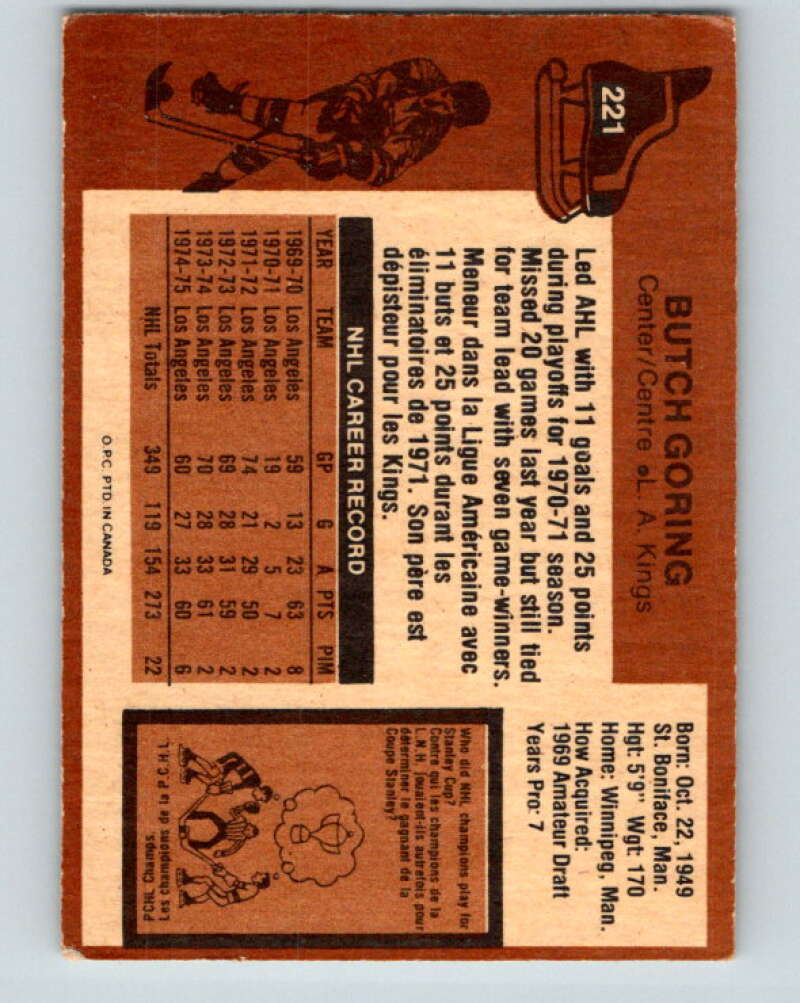 221
BUTCH GORING
Center/Centre ● L. A. Kings
Led AHL with 11 goals and 25 points
during playoffs for 1970-71 season.
Missed 20 games last year but still tied
for team lead with seven game-winners.
Meneur dans la Ligue Américaine avec
11 buts et 25 points durant les
éliminatoires de 1971. Son père est
dépisteur pour les Kings.
NHL CAREER RECORD
YEAR TEAM GP G A PTS PIM
1969-70 Los Angeles 59 13 23 63 8
1970-71 Los Angeles 19 2 5 7 2
1971-72 Los Angeles 74 21 29 50 2
1972-73 Los Angeles 69 28 31 59 2
1973-74 Los Angeles 70 28 33 61 2
1974-75 Los Angeles 60 27 33 60 6
NHL Totals 349 119 154 273 22
O.P.C. PTD. IN CANADA
Born: Oct. 22, 1949
St. Boniface, Man.
Hgt: 5'9" Wgt: 170
Home: Winnipeg, Man.
How Acquired:
1969 Amateur Draft
Years Pro: 7
Who did NHL champions play for
Stanley Cup?
Contre qui les champions de la
L.N.H. jouaient-ils autrefois pour
déterminer le gagnant de la
Coupe Stanley?
PCHL Champs.
Les champions de la P.C.H.L.